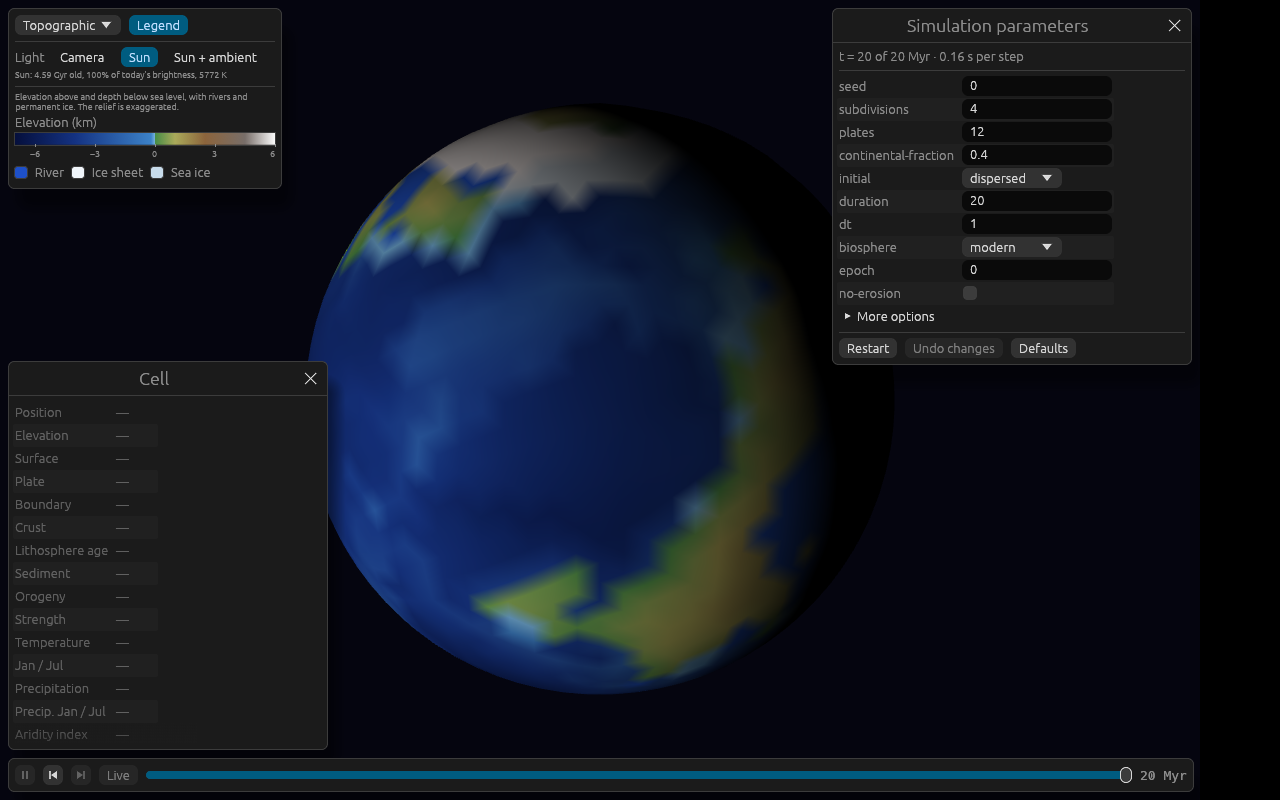 Topographic
Legend
Light Camera Sun Sun + ambient
Sun: 4.59 Gyr old, 100% of today's brightness, 5772 K
Elevation above and depth below sea level, with rivers and
permanent ice. The relief is exaggerated.
Elevation (km)
−6 −3 0 3 6
River Ice sheet Sea ice
Simulation parameters
t = 20 of 20 Myr · 0.16 s per step
seed 0
subdivisions 4
plates 12
continental-fraction 0.4
initial dispersed
duration 20
dt 1
biosphere modern
epoch 0
no-erosion
More options
Restart Undo changes Defaults
Cell
Position —
Elevation —
Surface —
Plate —
Boundary —
Crust —
Lithosphere age —
Sediment —
Orogeny —
Strength —
Temperature —
Jan / Jul —
Precipitation —
Precip. Jan / Jul —
Aridity index —
Live 20 Myr